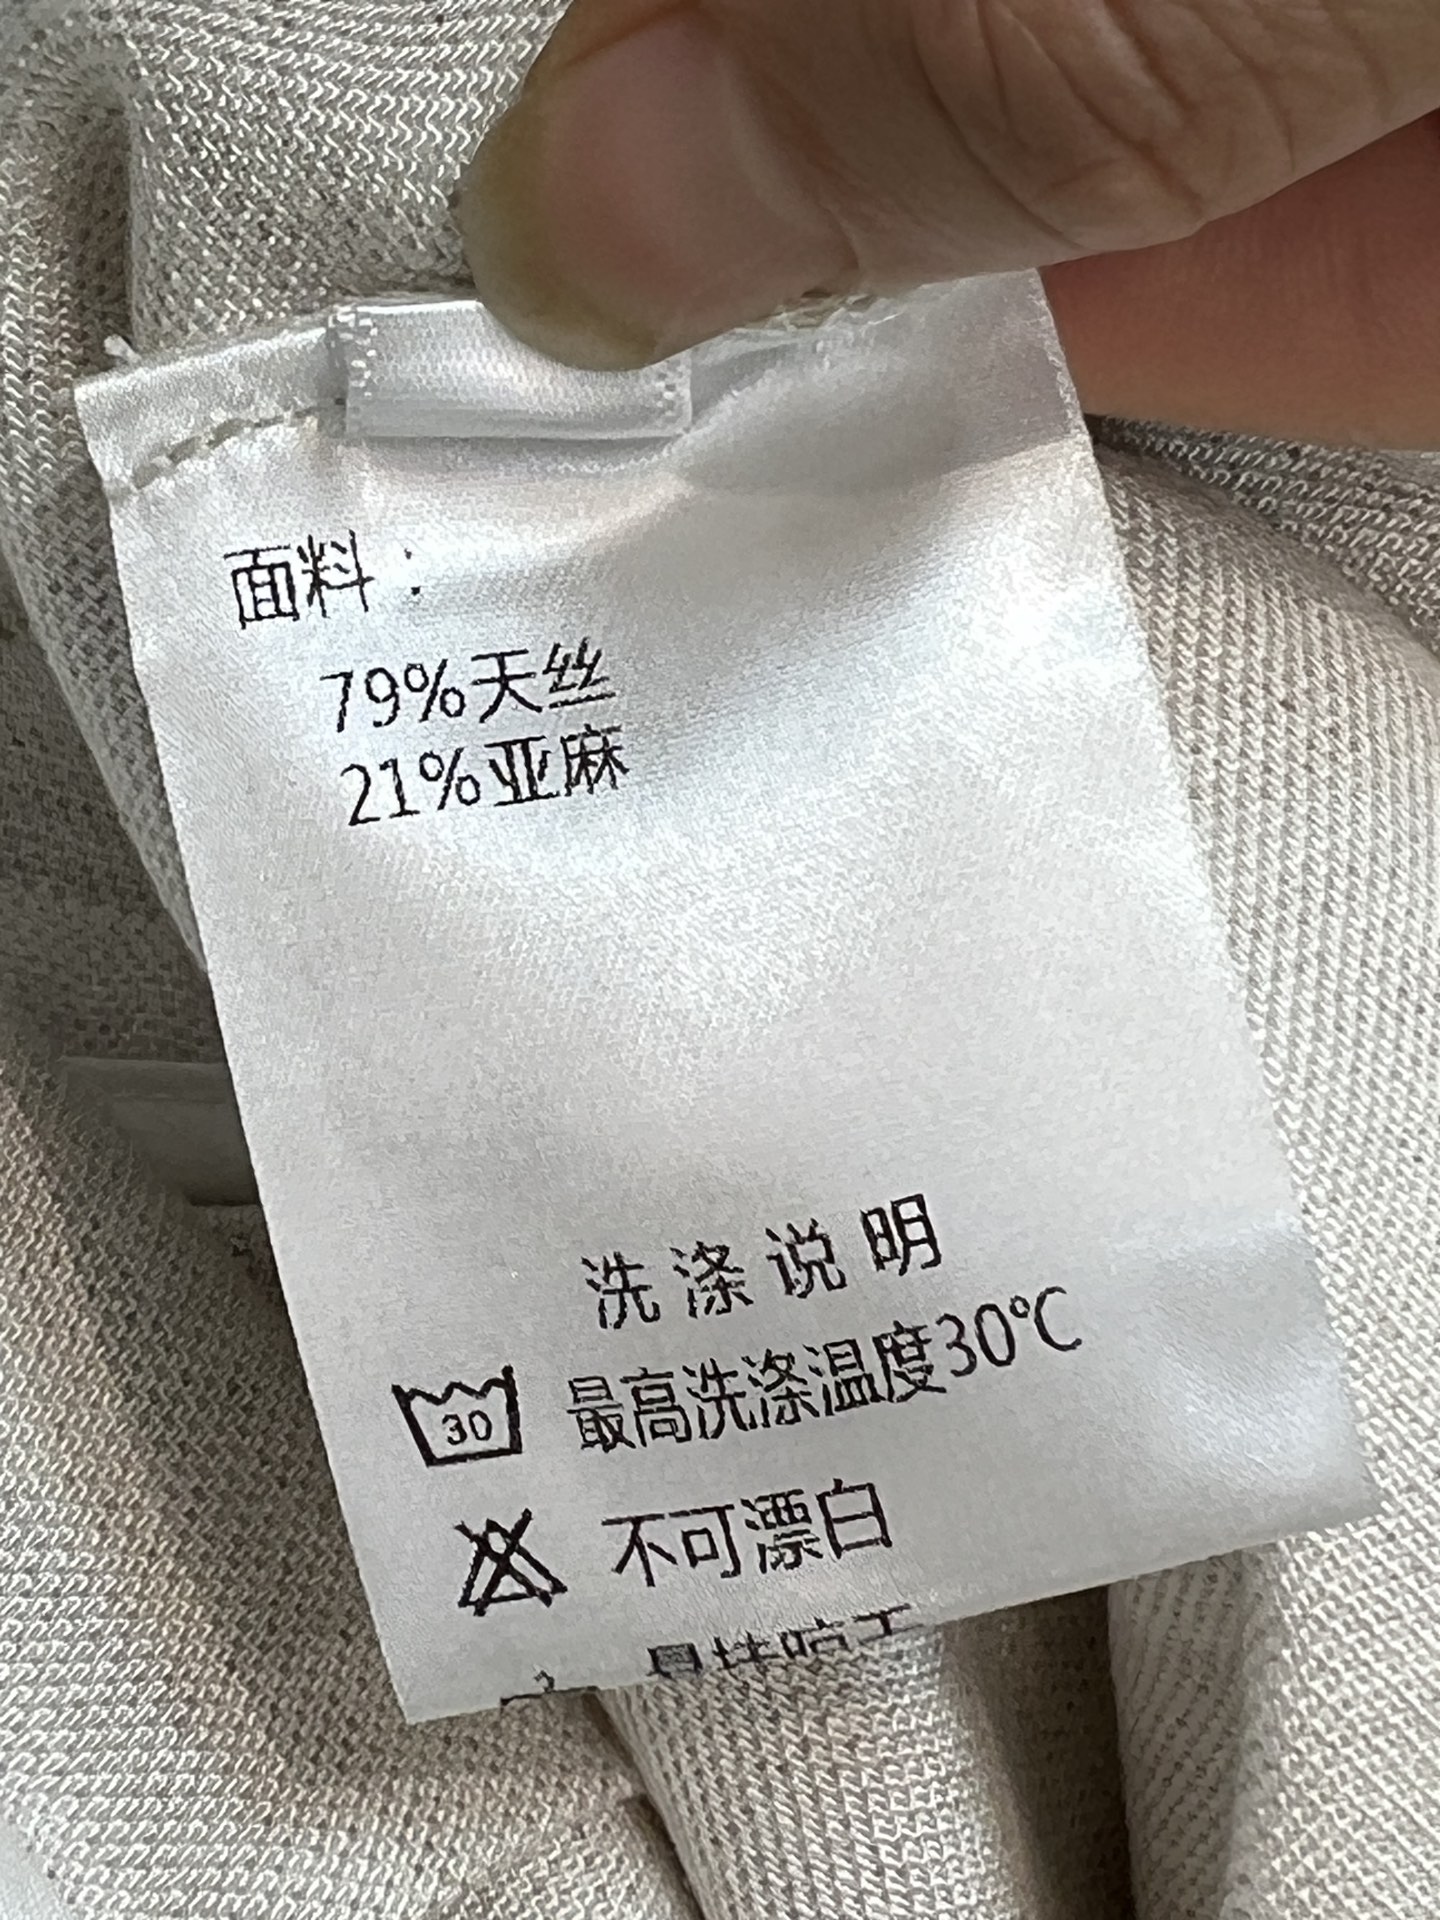 面料：
79%天丝
21%亚麻
洗涤说明
30 最高洗涤温度30℃
不可漂白